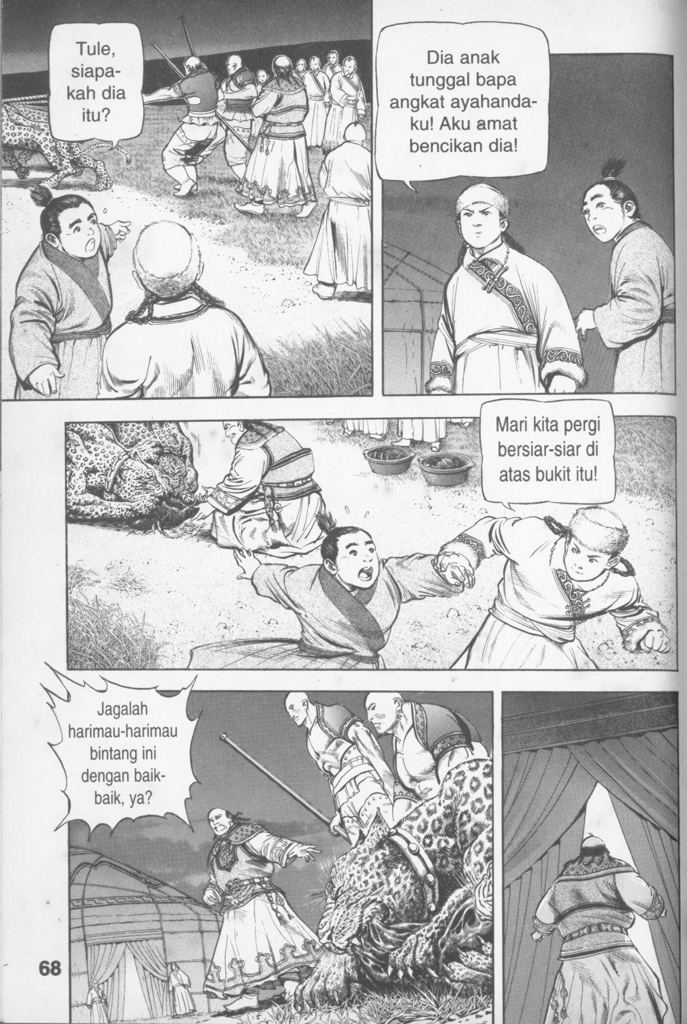 Tule,
siapa-
kah dia
itu?
Dia anak
tunggal bapa
angkat ayahanda-
ku! Aku amat
bencikan dia!
Mari kita pergi
bersiar-siar di
atas bukit itu!
Jagalah
harimau-harimau
bintang ini
dengan baik-
baik, ya?
68